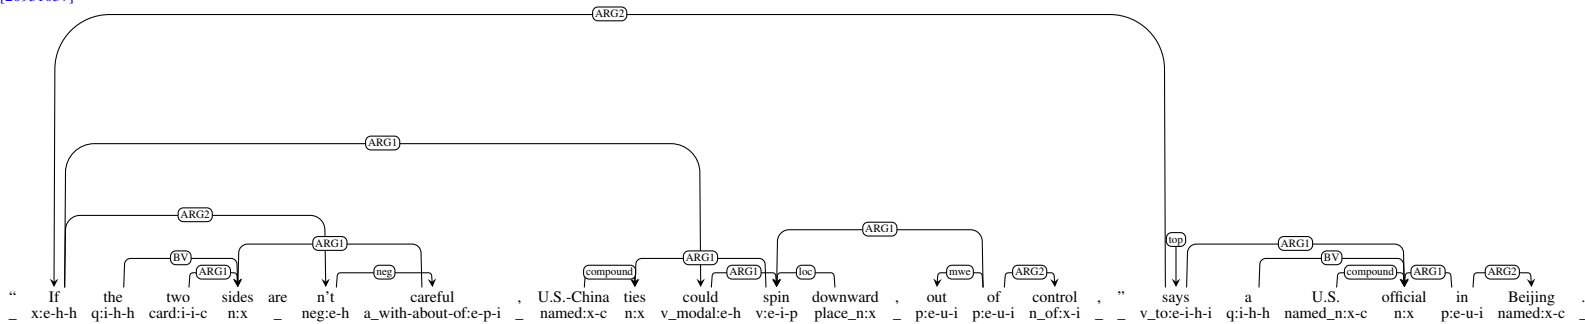 ARG2
ARG1
ARG2
top
ARG1 ARG1 ARG1
BV ARG1 BV
ARG1 neg compound ARG1 loc mwe ARG2 compound ARG1 ARG2
“ If the two sides are n’t careful , U.S.-China ties could spin downward , out of control , ” says a U.S. official in Beijing .
_ x:e-h-h q:i-h-h card:i-i-c n:x _ neg:e-h a_with-about-of:e-p-i _ named:x-c n:x v_modal:e-h v:e-i-p place_n:x _ p:e-u-i p:e-u-i n_of:x-i _ _ v_to:e-i-h-i q:i-h-h named_n:x-c n:x p:e-u-i named:x-c _